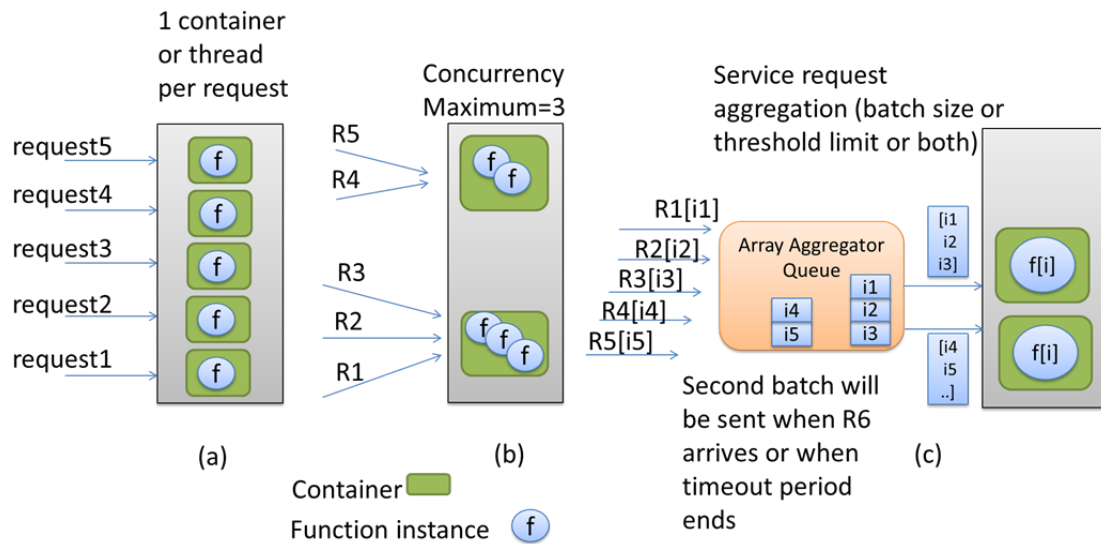 1 container
or thread
per request
request5
request4
request3
request2
request1
f
f
f
f
f
(a)
Concurrency
Maximum=3
R5
R4
R3
R2
R1
f
f
f
f
f
(b)
Service request
aggregation (batch size or
threshold limit or both)
R1[i1]
R2[i2]
R3[i3]
R4[i4]
R5[i5]
Array Aggregator
Queue
i4
i5
i1
i2
i3
[i1
i2
i3]
[i4
i5
..]
f[i]
f[i]
Second batch will
be sent when R6
arrives or when
timeout period
ends
(c)
Container
Function instance f